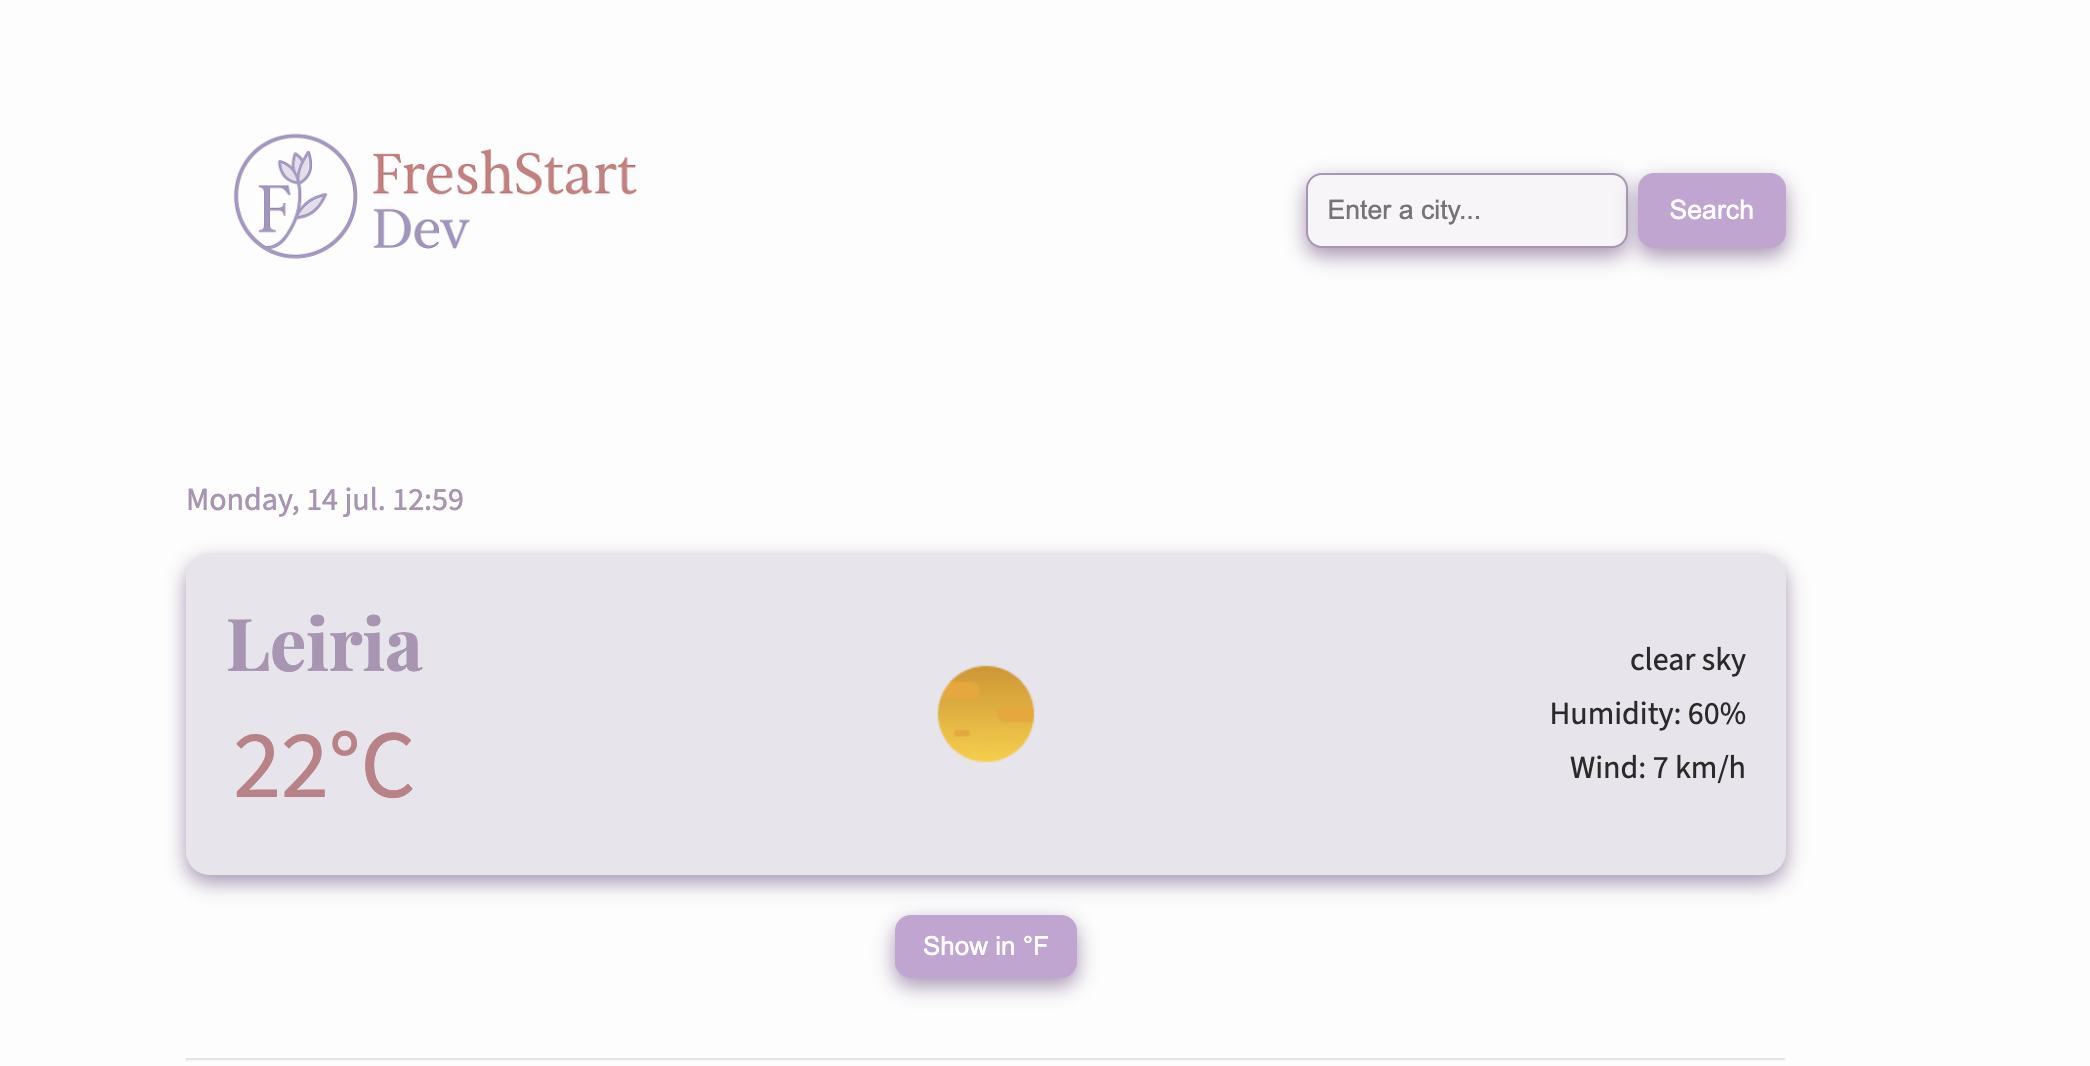 F
FreshStart
Dev
Enter a city...
Search
Monday, 14 jul. 12:59
Leiria
22°C
clear sky
Humidity: 60%
Wind: 7 km/h
Show in °F